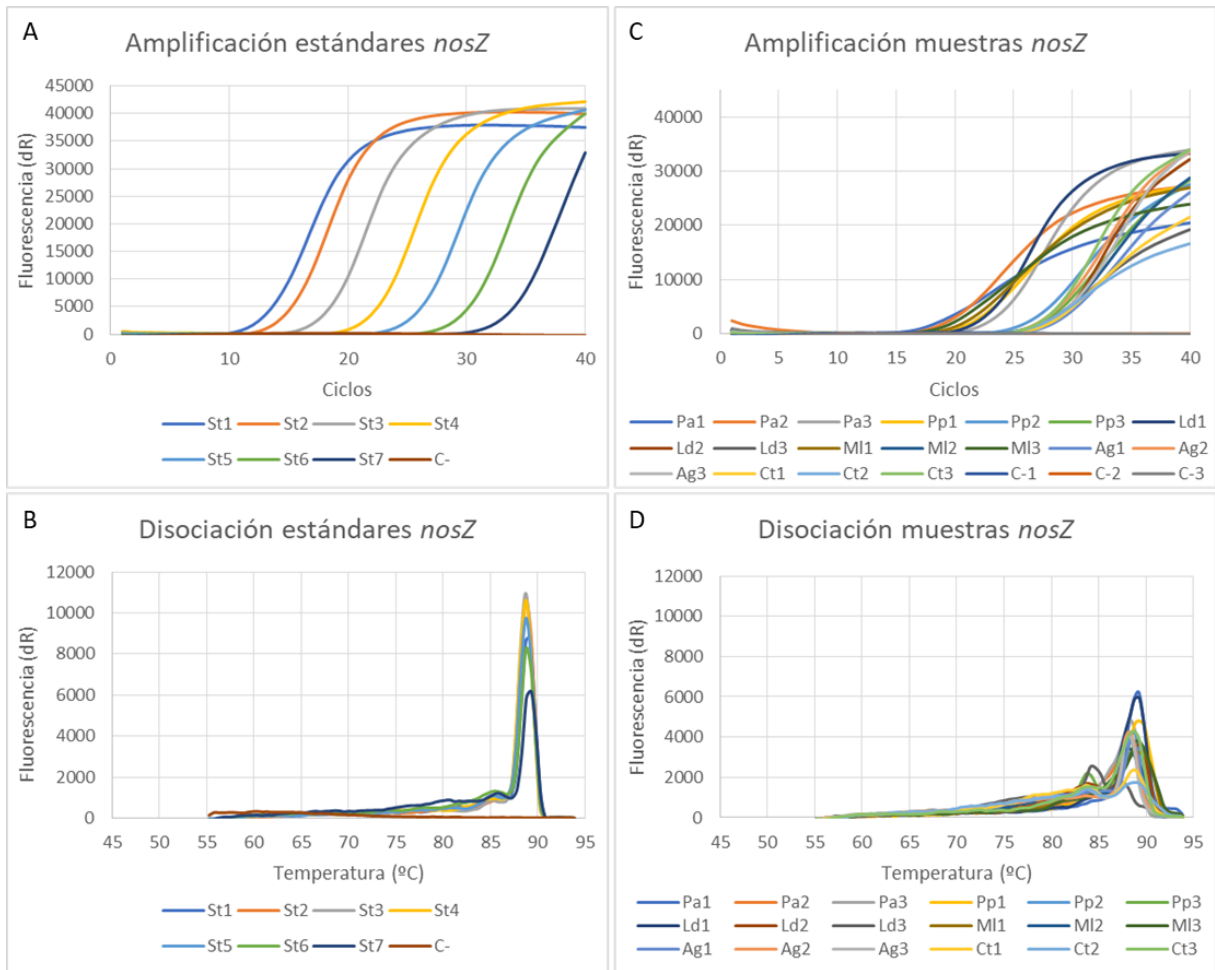 A
Amplificación estándares nosZ
Fluorescencia (dR)
45000
40000
35000
30000
25000
20000
15000
10000
5000
0
0 10 20 30 40
Ciclos
St1 St2 St3 St4
St5 St6 St7 C-
C
Amplificación muestras nosZ
Fluorescencia (dR)
40000
30000
20000
10000
0
0 5 10 15 20 25 30 35 40
Ciclos
Pa1 Pa2 Pa3 Pp1 Pp2 Pp3 Ld1
Ld2 Ld3 Ml1 Ml2 Ml3 Ag1 Ag2
Ag3 Ct1 Ct2 Ct3 C-1 C-2 C-3
B
Disociación estándares nosZ
Fluorescencia (dR)
12000
10000
8000
6000
4000
2000
0
45 55 60 65 70 75 80 85 90 95
Temperatura (ºC)
St1 St2 St3 St4
St5 St6 St7 C-
D
Disociación muestras nosZ
Fluorescencia (dR)
12000
10000
8000
6000
4000
2000
0
45 50 55 60 65 70 75 80 85 90 95
Temperatura (ºC)
Pa1 Pa2 Pa3 Pp1 Pp2 Pp3
Ld1 Ld2 Ld3 Ml1 Ml2 Ml3
Ag1 Ag2 Ag3 Ct1 Ct2 Ct3